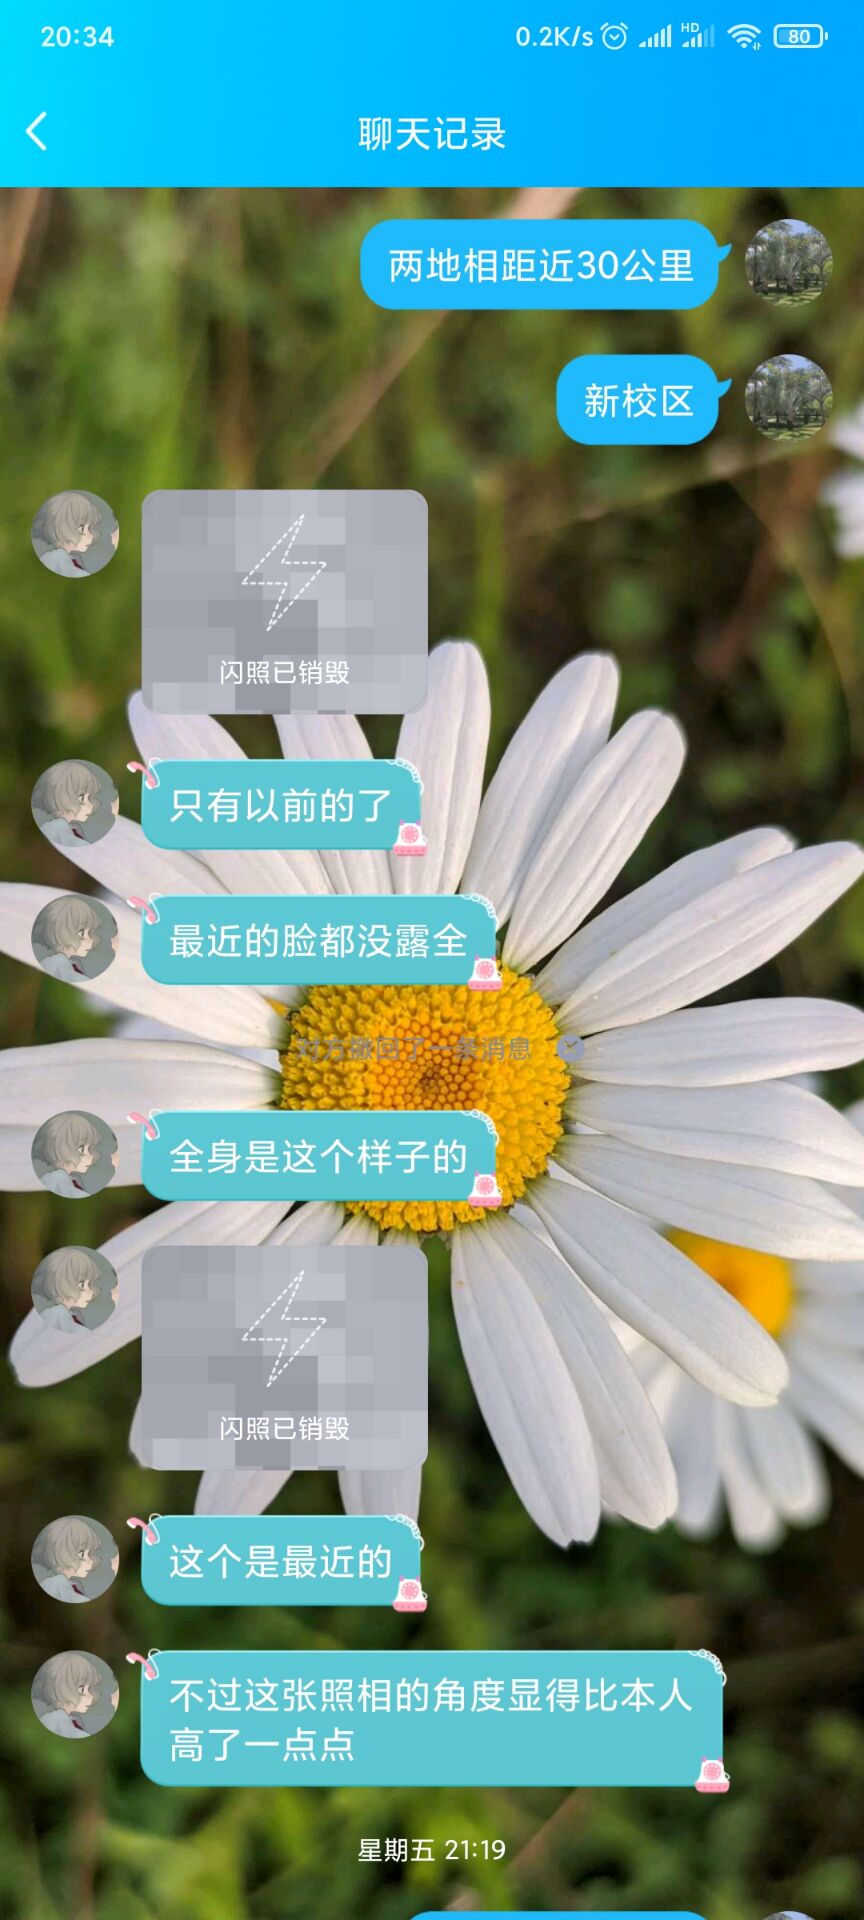 20:34
0.2K/s
HD
80
聊天记录
两地相距近30公里
新校区
闪照已销毁
只有以前的了
最近的脸都没露全
对方撤回了一条消息
全身是这个样子的
闪照已销毁
这个是最近的
不过这张照相的角度显得比本人
高了一点点
星期五 21:19